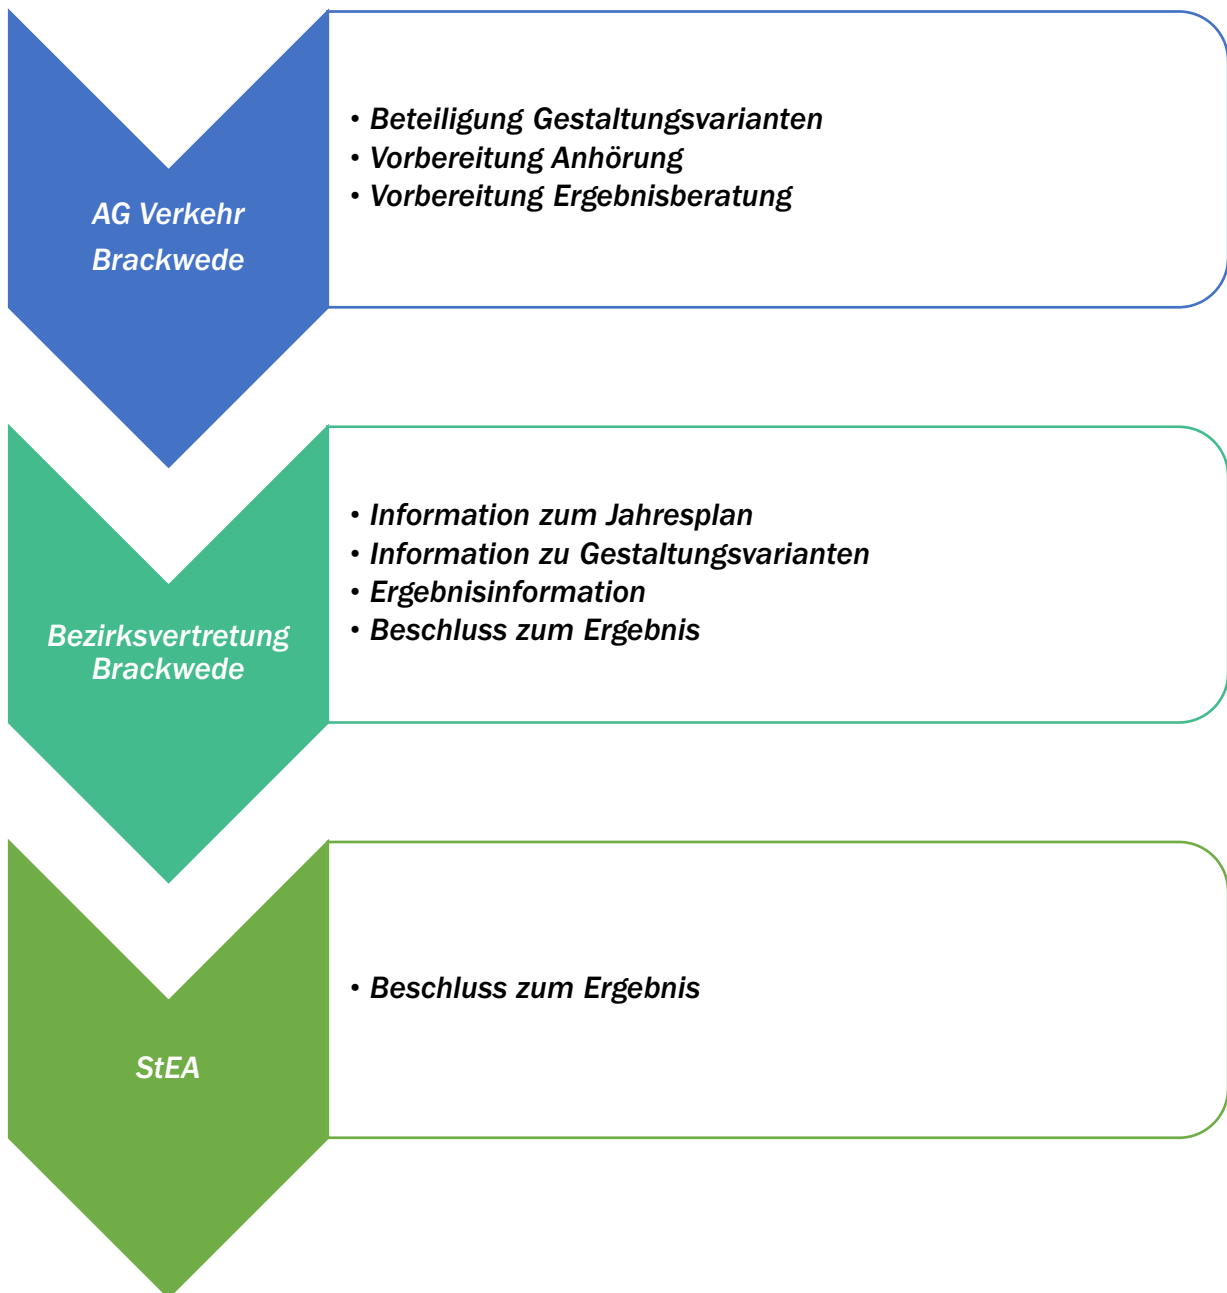 AG Verkehr
Brackwede
• Beteiligung Gestaltungsvarianten
• Vorbereitung Anhörung
• Vorbereitung Ergebnisberatung
Bezirksvertretung
Brackwede
• Information zum Jahresplan
• Information zu Gestaltungsvarianten
• Ergebnisinformation
• Beschluss zum Ergebnis
StEA
• Beschluss zum Ergebnis